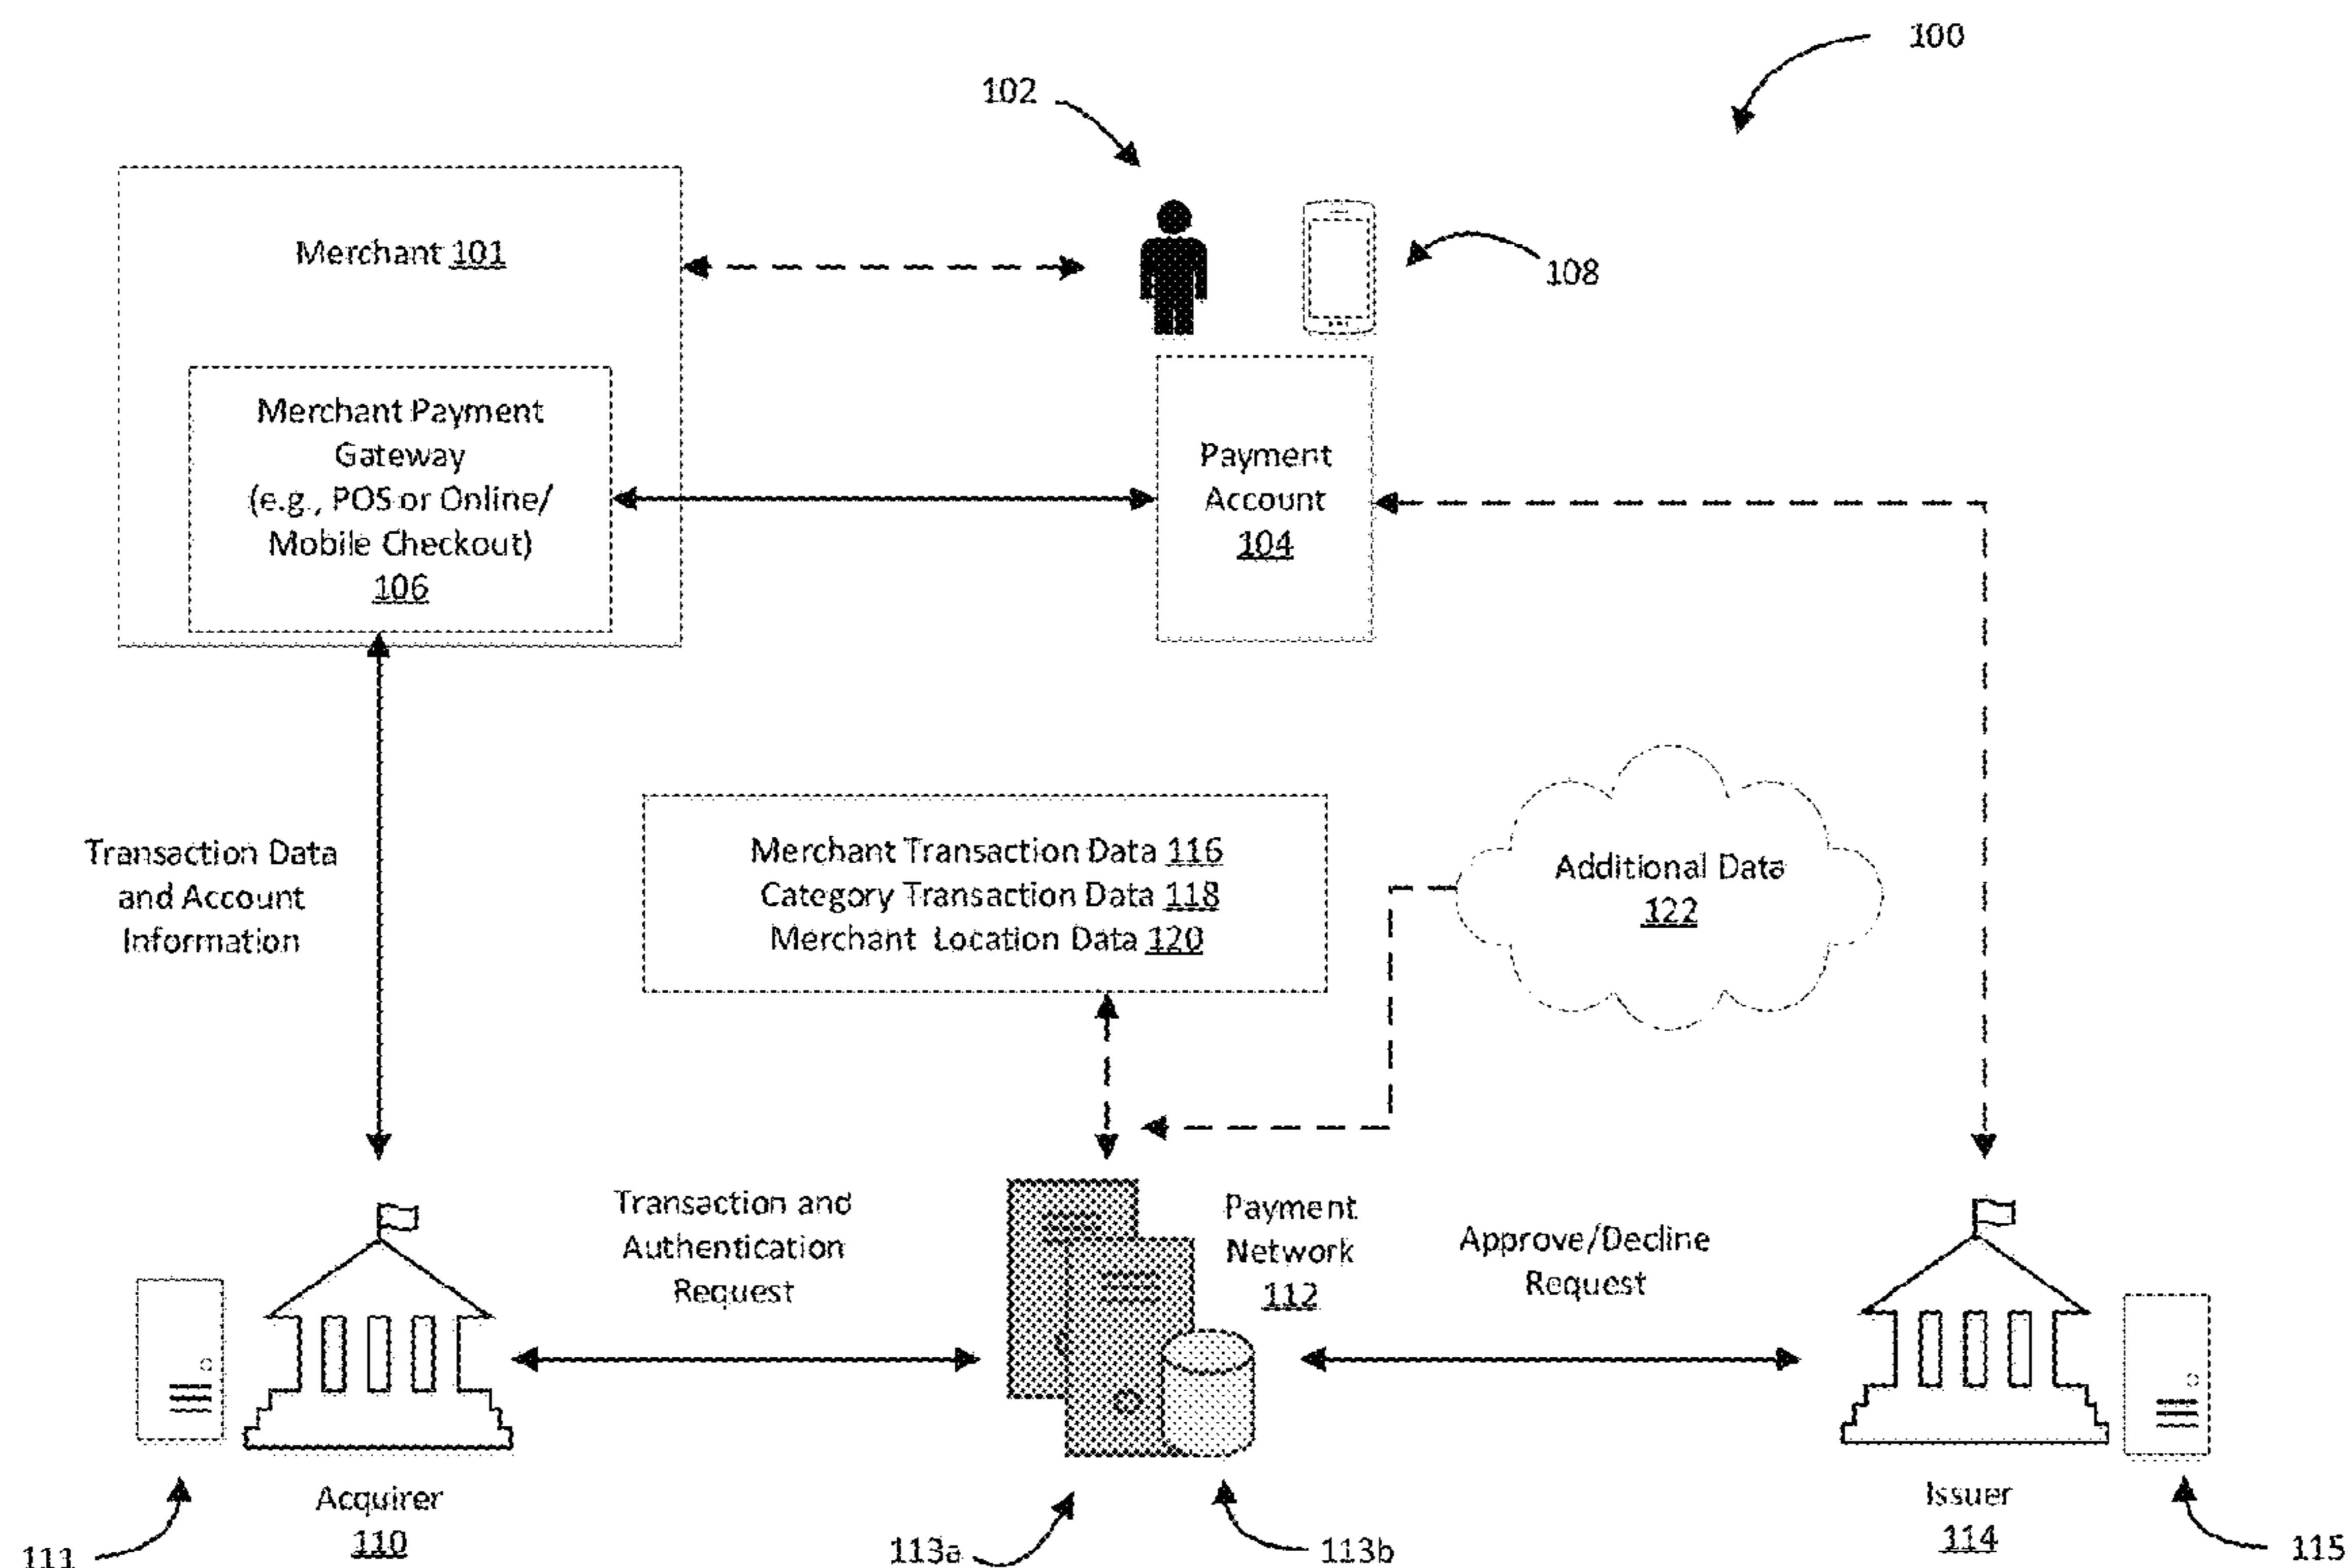 100
102
Merchant 101
108
Merchant Payment
Gateway
(e.g., POS or Online/
Mobile Checkout)
106
Payment
Account
104
Transaction Data
and Account
Information
Merchant Transaction Data 116
Category Transaction Data 118
Merchant Location Data 120
Additional Data
122
Transaction and
Authentication
Request
Payment
Network
112
Approve/Decline
Request
Acquirer
110
Issuer
114
111
113a
113b
115